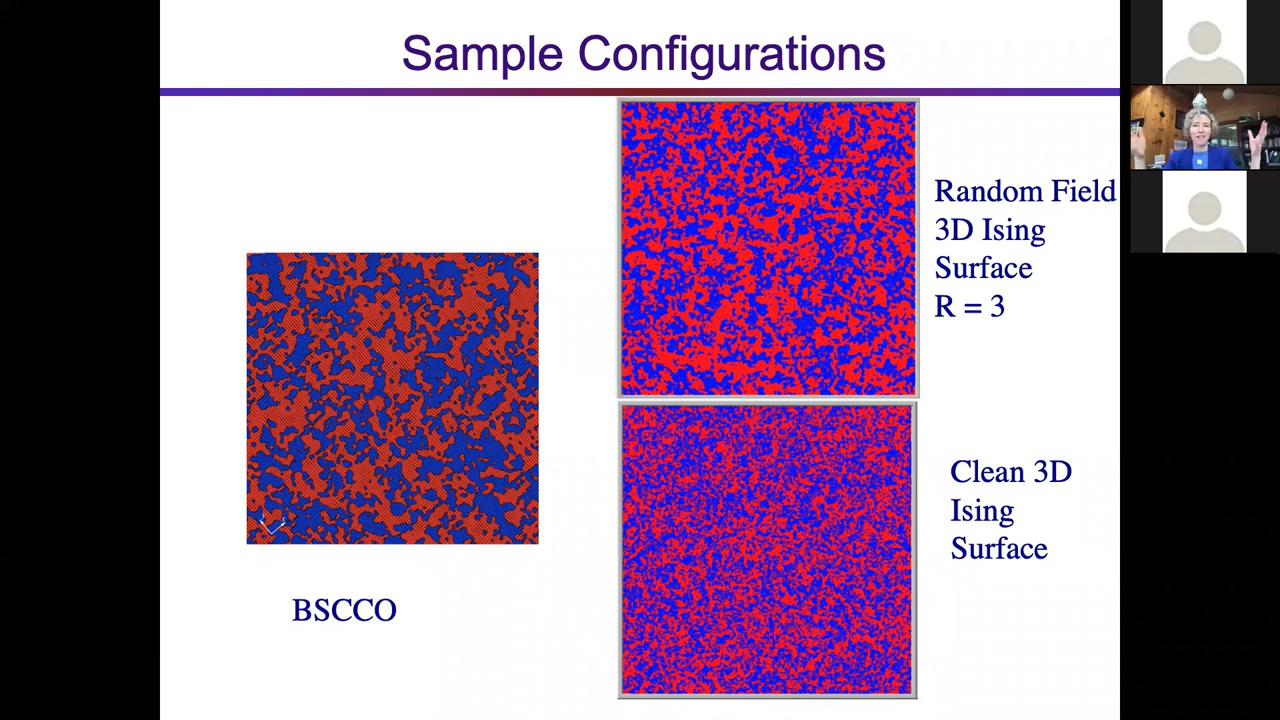 Sample Configurations
Random Field
3D Ising
Surface
R = 3
Clean 3D
Ising
Surface
BSCCO